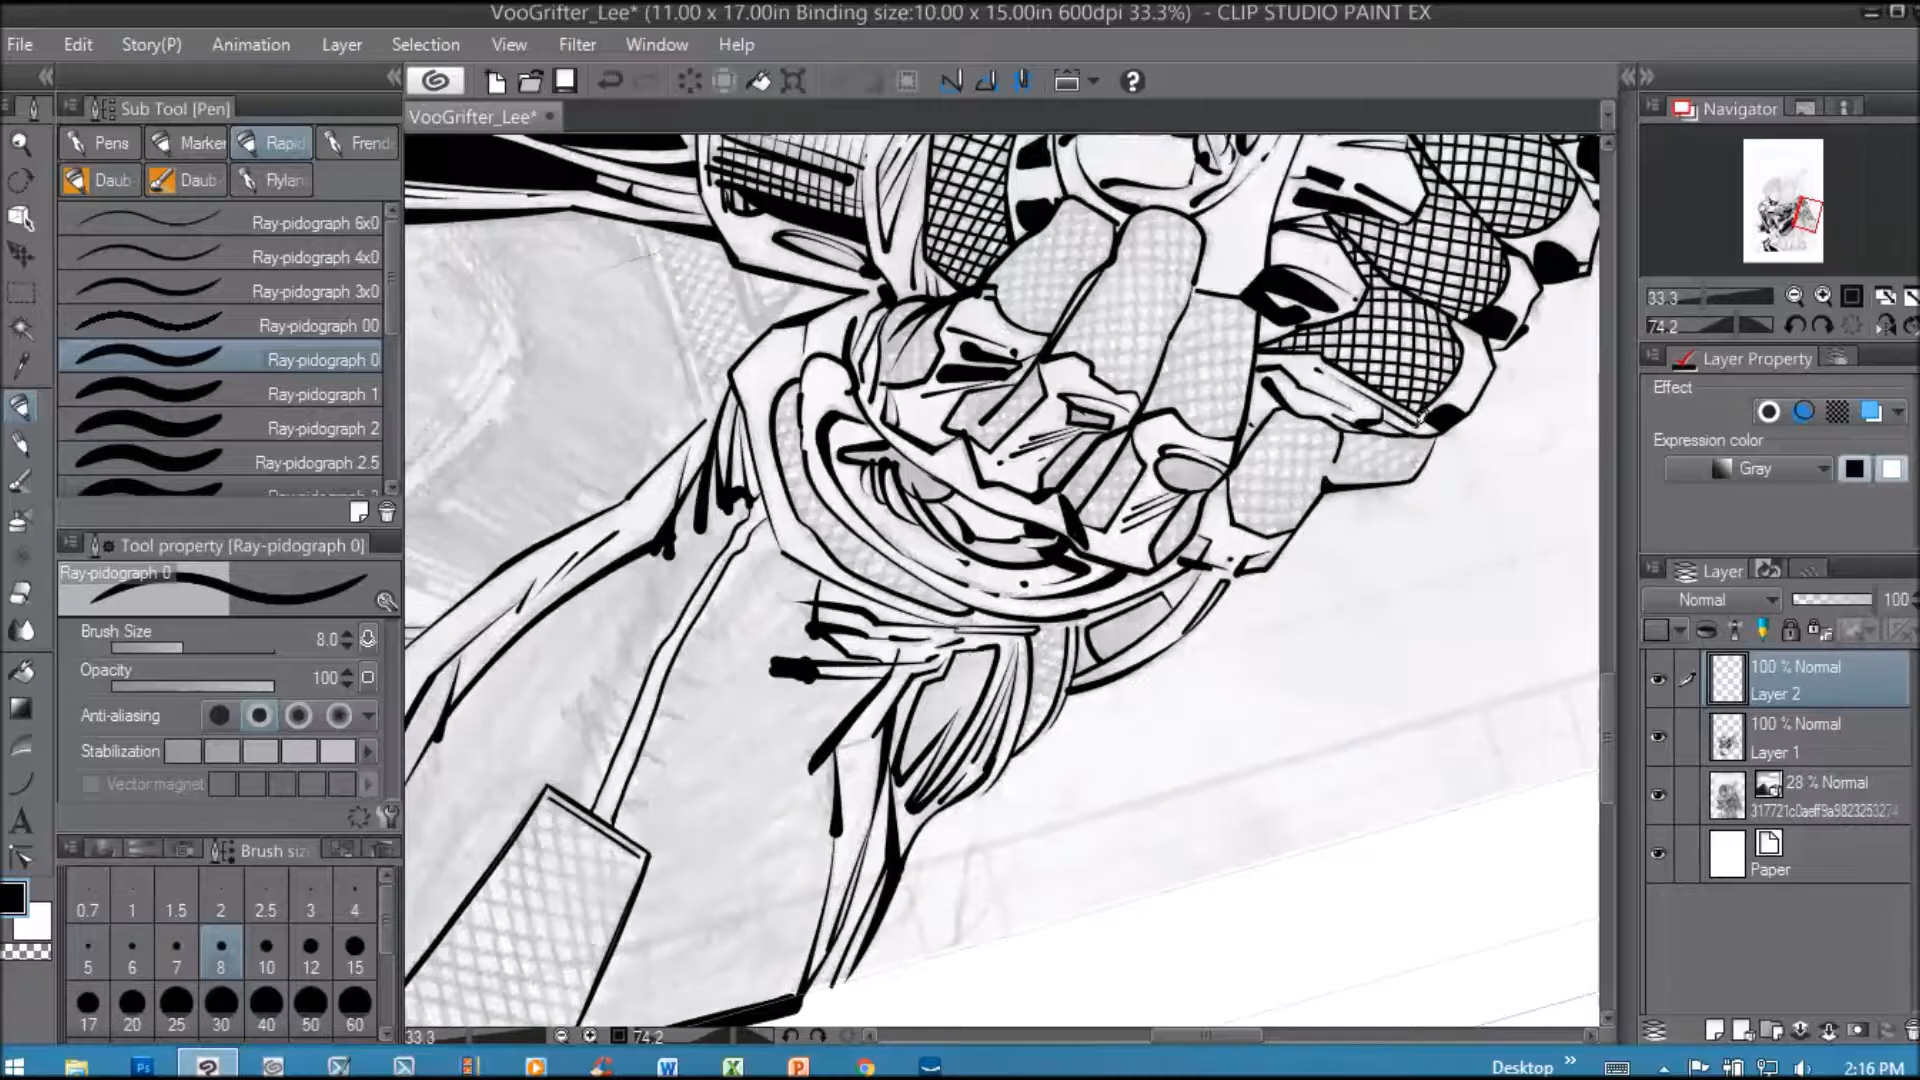 VooGrifter_Lee* (11.00 x 17.00in Binding size:10.00 x 15.00in 600dpi 33.3%) - CLIP STUDIO PAINT EX
File Edit Story(P) Animation Layer Selection View Filter Window Help
Sub Tool [Pen]
VooGrifter_Lee*
Navigator
Pens Marker Rapid Frend
Daub Daub Flylan
Ray-pidograph 6x0
Ray-pidograph 4x0
Ray-pidograph 3x0
Ray-pidograph 00
Ray-pidograph 0
Ray-pidograph 1
Ray-pidograph 2
Ray-pidograph 2.5
Tool property [Ray-pidograph 0]
Ray-pidograph 0
Brush Size 8.0
Opacity 100
Anti-aliasing
Stabilization
Vector magnet
Brush siz
0.7 1 1.5 2 2.5 3 4
5 6 7 8 10 12 15
17 20 25 30 40 50 60
33.3 74.2
33.3
74.2
Layer Property
Effect
Expression color
Gray
Layer
Normal 100
100 % Normal
Layer 2
100 % Normal
Layer 1
28 % Normal
317721c0aeff9a9823253274
Paper
Desktop » 2:16 PM